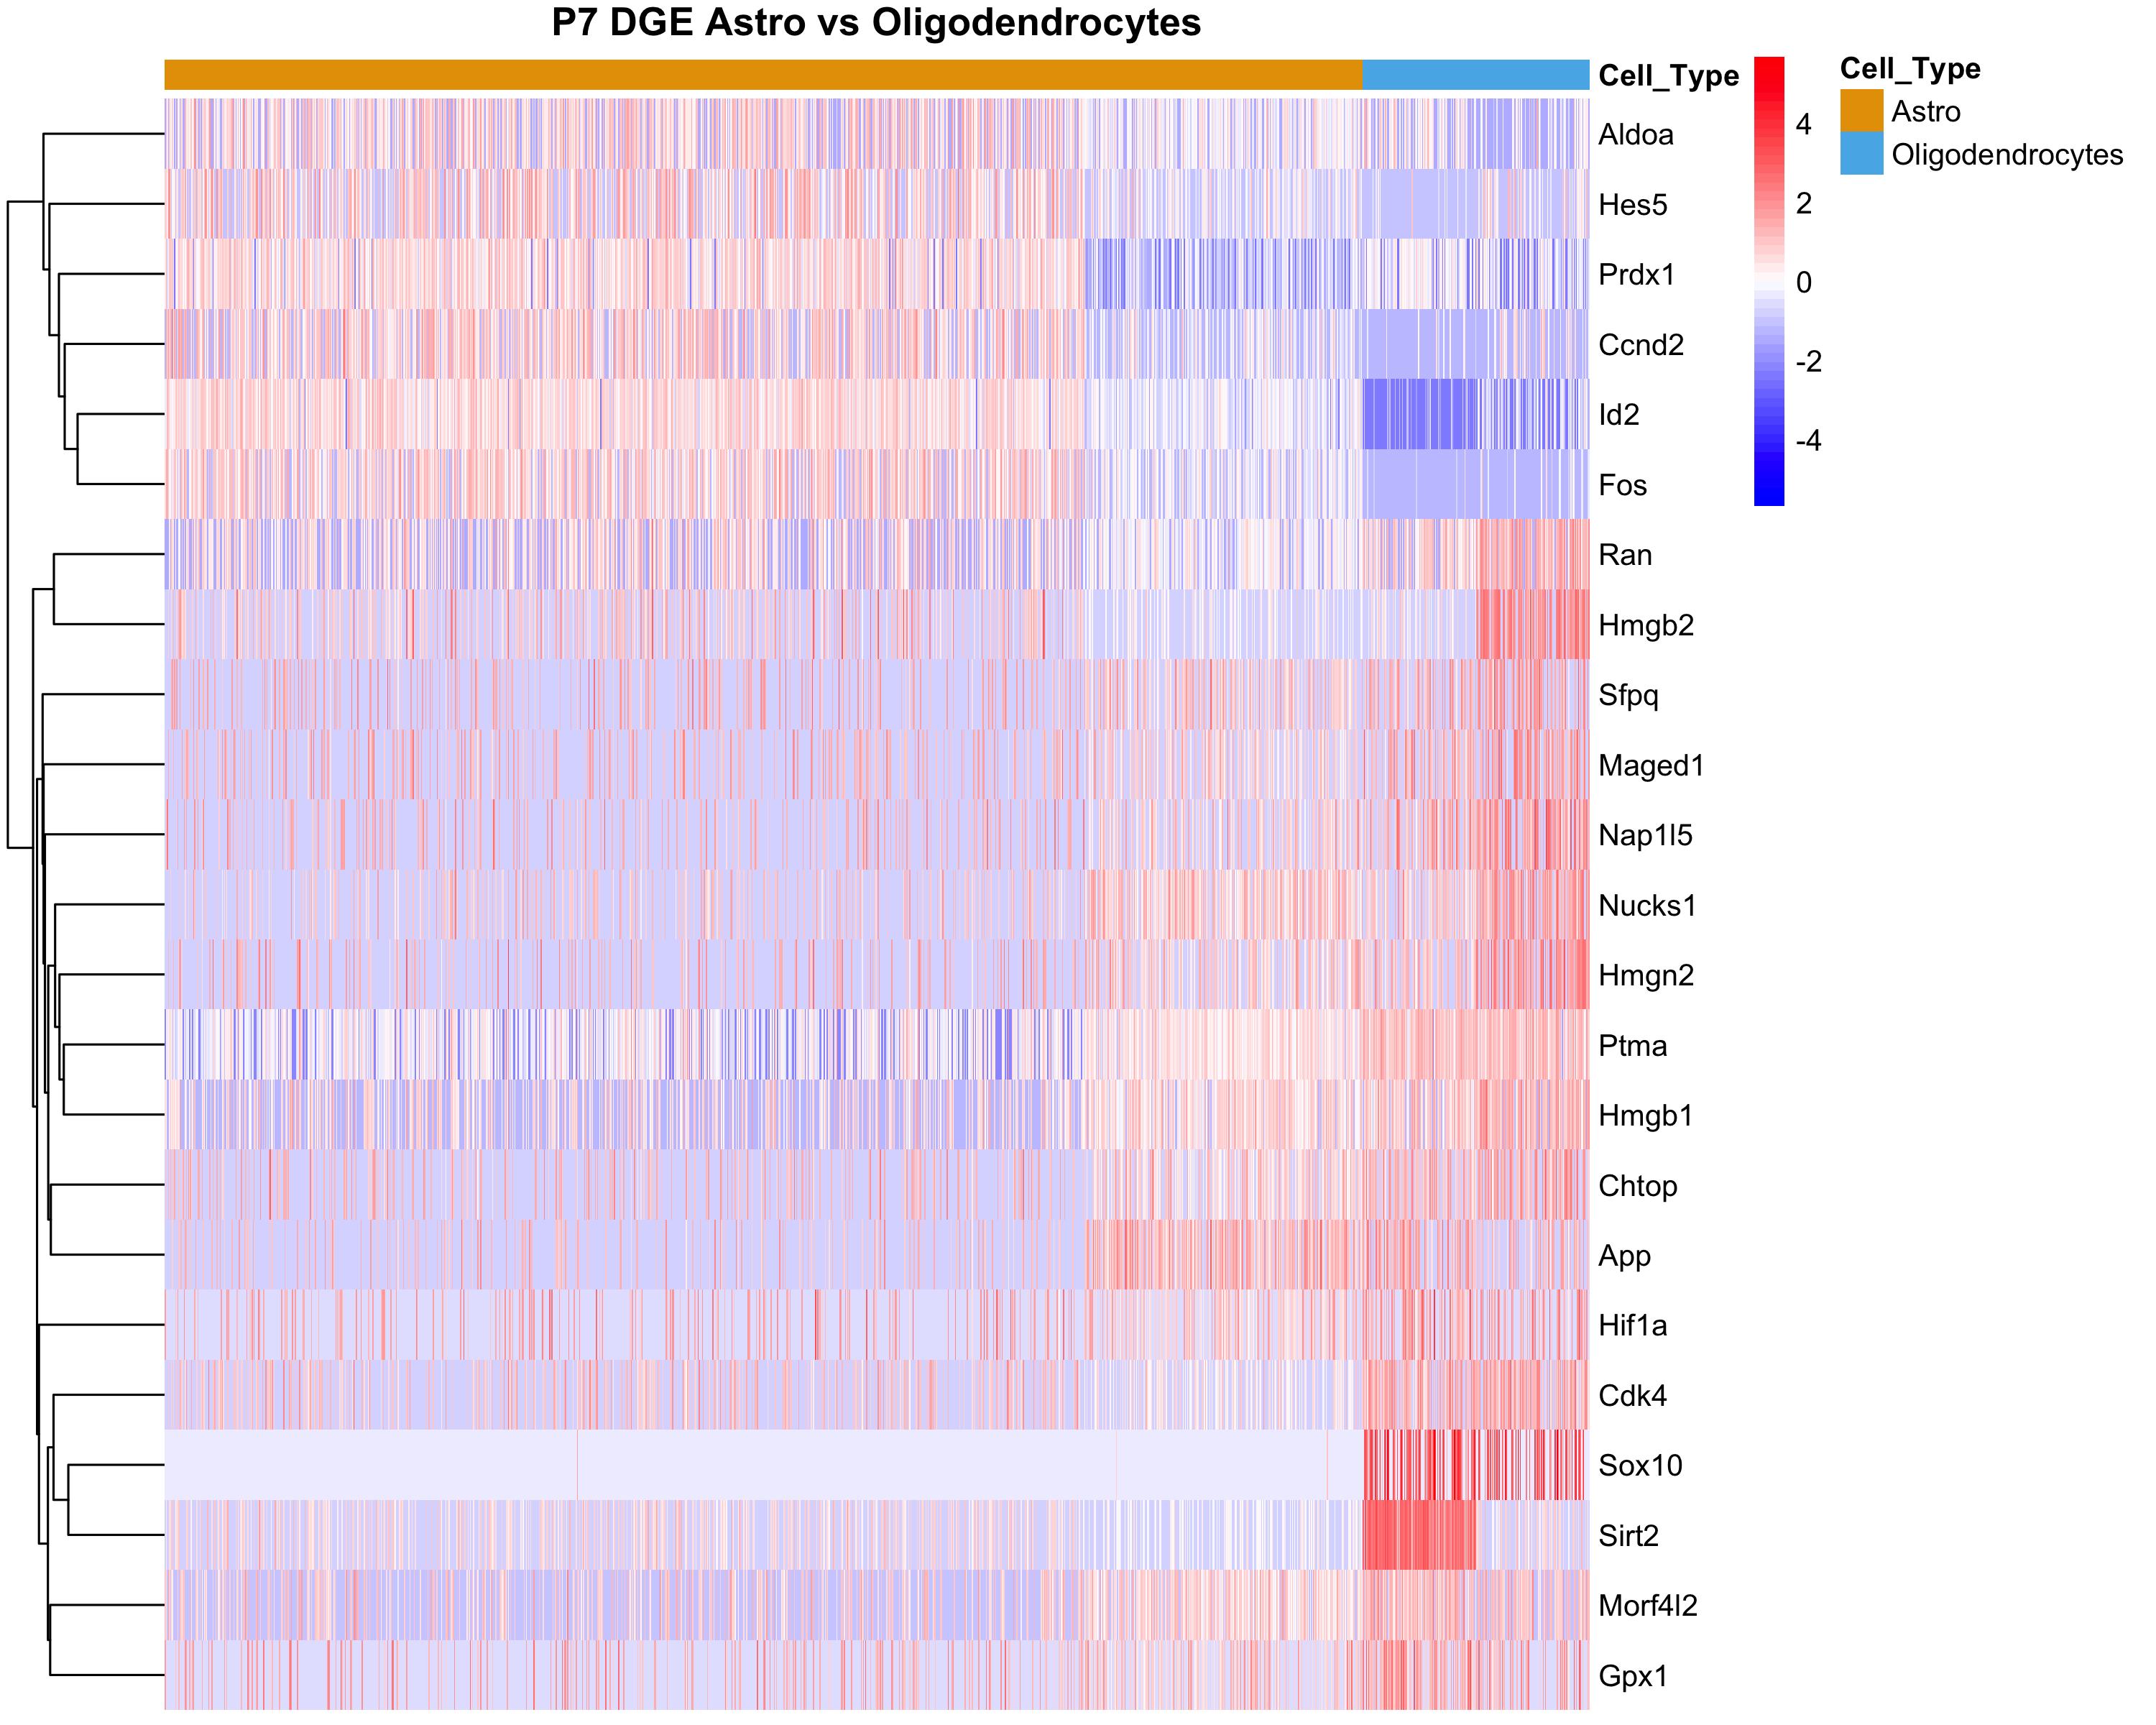 P7 DGE Astro vs Oligodendrocytes
Cell_Type
Aldoa
Hes5
Prdx1
Ccnd2
Id2
Fos
Ran
Hmgb2
Sfpq
Maged1
Nap1l5
Nucks1
Hmgn2
Ptma
Hmgb1
Chtop
App
Hif1a
Cdk4
Sox10
Sirt2
Morf4l2
Gpx1
4
2
0
-2
-4
Cell_Type
Astro
Oligodendrocytes